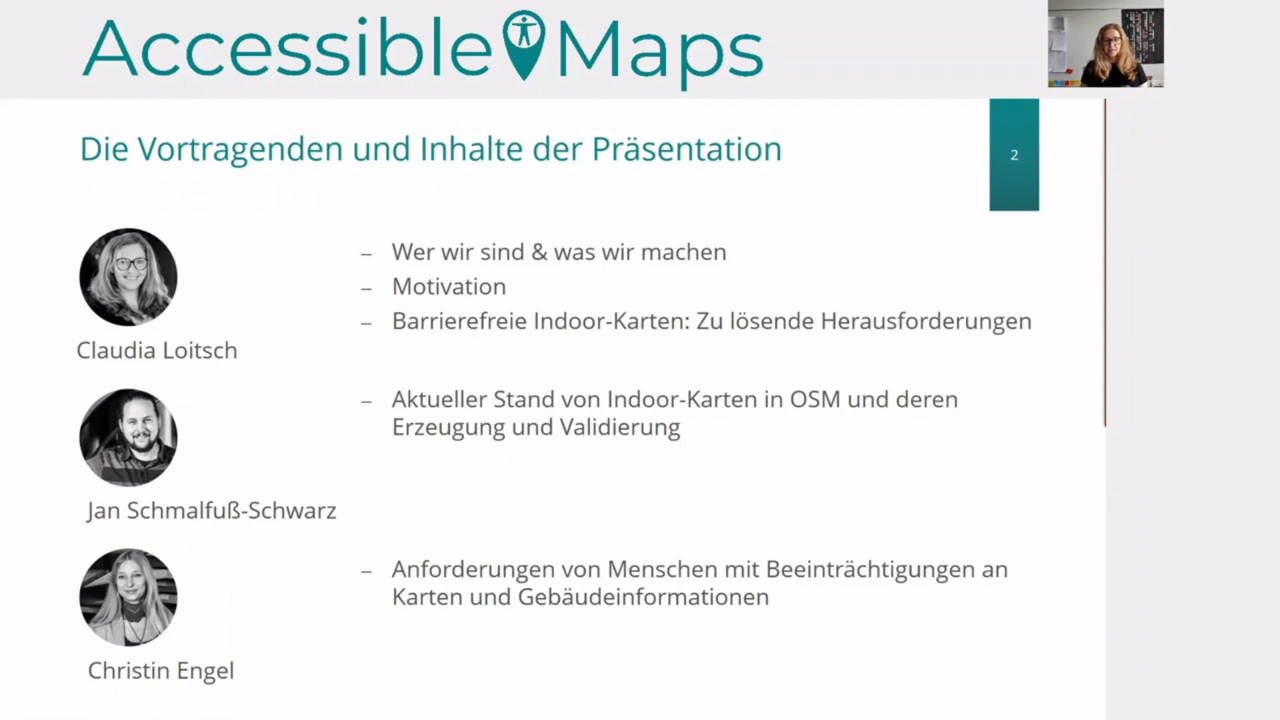 Accessible Maps
Die Vortragenden und Inhalte der Präsentation
2
– Wer wir sind & was wir machen
– Motivation
– Barrierefreie Indoor-Karten: Zu lösende Herausforderungen
Claudia Loitsch
– Aktueller Stand von Indoor-Karten in OSM und deren
Erzeugung und Validierung
Jan Schmalfuß-Schwarz
– Anforderungen von Menschen mit Beeinträchtigungen an
Karten und Gebäudeinformationen
Christin Engel